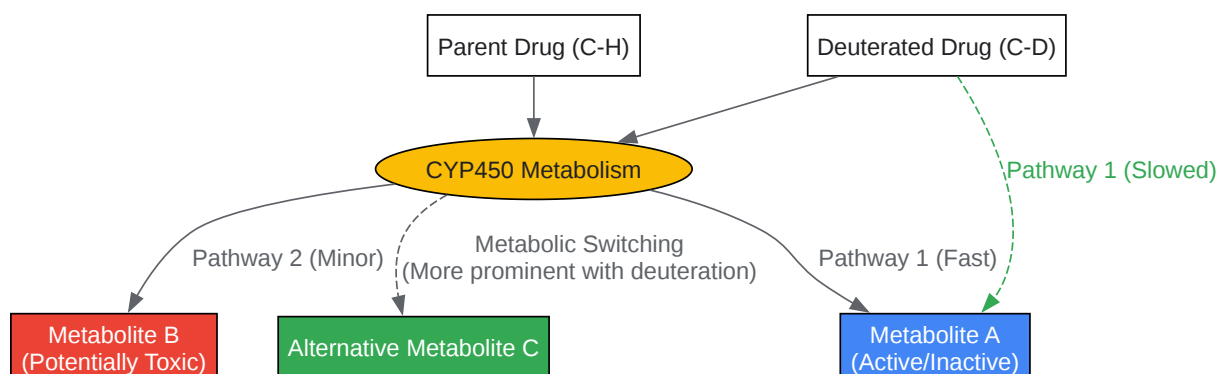 Parent Drug (C-H)
Deuterated Drug (C-D)
CYP450 Metabolism
Pathway 1 (Slowed)
Pathway 2 (Minor)
Metabolic Switching
(More prominent with deuteration)
Pathway 1 (Fast)
Metabolite B
(Potentially Toxic)
Alternative Metabolite C
Metabolite A
(Active/Inactive)